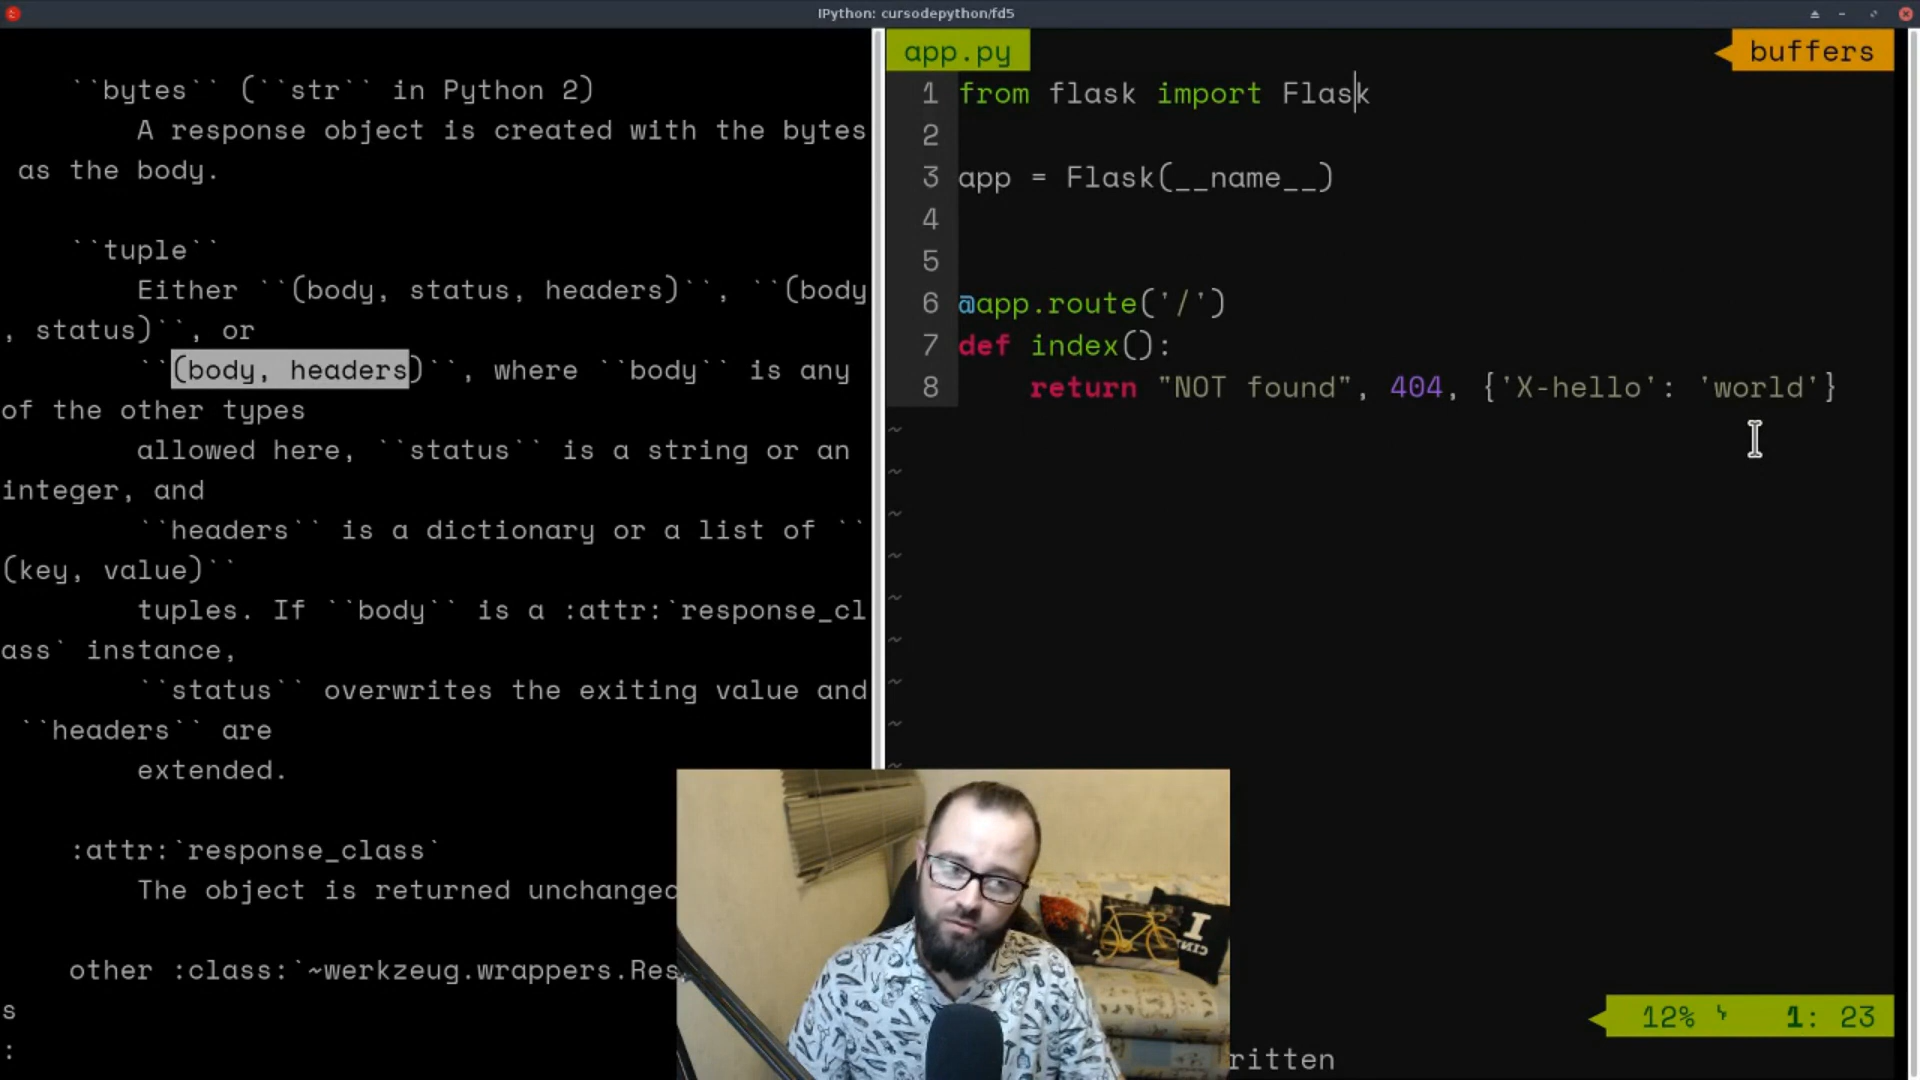 IPython: cursodepython/fd5
``bytes`` (``str`` in Python 2)
A response object is created with the bytes
as the body.
``tuple``
Either ``(body, status, headers)``, ``(body
, status)``, or
``(body, headers)``, where ``body`` is any
of the other types
allowed here, ``status`` is a string or an
integer, and
``headers`` is a dictionary or a list of ``
(key, value)``
tuples. If ``body`` is a :attr:`response_cl
ass` instance,
``status`` overwrites the exiting value and
``headers`` are
extended.
:attr:`response_class`
The object is returned unchanged
other :class:`~werkzeug.wrappers.Res
s
:
app.py
buffers
1 from flask import Flask
2
3 app = Flask(__name__)
4
5
6 @app.route('/')
7 def index():
8 return "NOT found", 404, {'X-hello': 'world'}
~
~
~
~
~
~
~
~
~
12% ϟ 1: 23
ritten